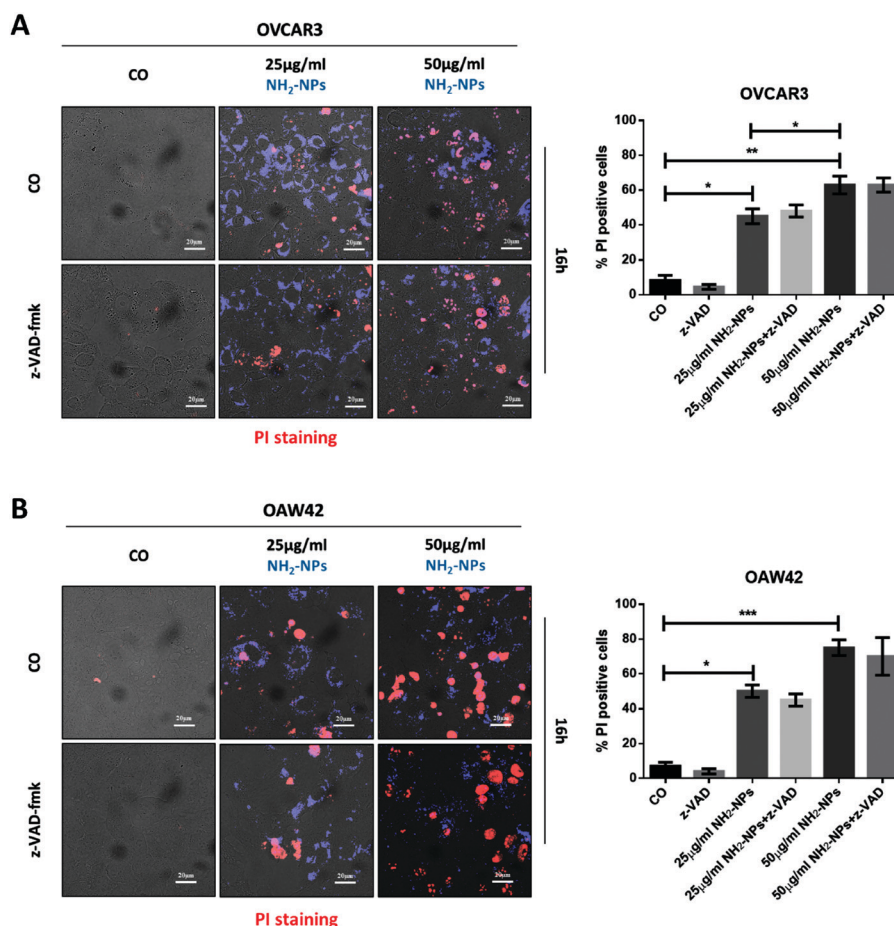 A
OVCAR3
CO
25µg/ml
NH₂-NPs
50µg/ml
NH₂-NPs
CO
20µm
20µm
20µm
z-VAD-fmk
20µm
20µm
20µm
16h
PI staining
OVCAR3
% PI positive cells
100
80
60
40
20
0
*
**
*
CO
z-VAD
25µg/ml NH₂-NPs
25µg/ml NH₂-NPs+z-VAD
50µg/ml NH₂-NPs
50µg/ml NH₂-NPs+z-VAD
B
OAW42
CO
25µg/ml
NH₂-NPs
50µg/ml
NH₂-NPs
CO
20µm
20µm
20µm
z-VAD-fmk
20µm
20µm
20µm
16h
PI staining
OAW42
% PI positive cells
100
80
60
40
20
0
***
*
CO
z-VAD
25µg/ml NH₂-NPs
25µg/ml NH₂-NPs+z-VAD
50µg/ml NH₂-NPs
50µg/ml NH₂-NPs+z-VAD